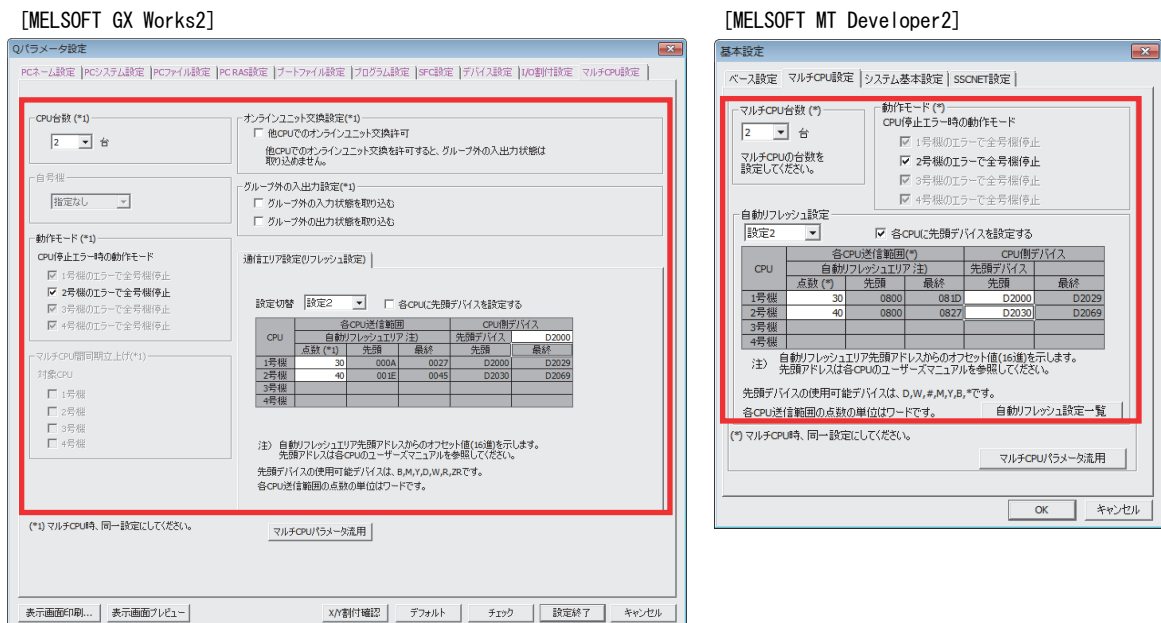 [MELSOFT GX Works2]
Qパラメータ設定
PCネーム設定 PCシステム設定 PCファイル設定 PC RAS設定 ブートファイル設定 プログラム設定 SFC設定 デバイス設定 I/O割付設定 マルチCPU設定
CPU台数 (*1)
2 台
自号機
指定なし
動作モード (*1)
CPU停止エラー時の動作モード
1号機のエラーで全号機停止
2号機のエラーで全号機停止
3号機のエラーで全号機停止
4号機のエラーで全号機停止
マルチCPU間同期立上げ(*1)
対象CPU
1号機
2号機
3号機
4号機
オンラインユニット交換設定(*1)
他CPUでのオンラインユニット交換許可
他CPUでのオンラインユニット交換を許可すると、グループ外の入出力状態は
取り込めません。
グループ外の入出力設定(*1)
グループ外の入力状態を取り込む
グループ外の出力状態を取り込む
通信エリア設定(リフレッシュ設定)
設定切替 設定2 各CPUに先頭デバイスを設定する
CPU 各CPU送信範囲 CPU側デバイス
自動リフレッシュエリア 注) 先頭デバイス D2000
点数 (*1) 先頭 最終 先頭 最終
1号機 30 000A 0027 D2000 D2029
2号機 40 001E 0045 D2030 D2069
3号機
4号機
注) 自動リフレッシュエリア先頭アドレスからのオフセット値(16進)を示します。
先頭アドレスは各CPUのユーザーズマニュアルを参照してください。
先頭デバイスの使用可能デバイスは、B,M,Y,D,W,R,ZRです。
各CPU送信範囲の点数の単位はワードです。
(*1) マルチCPU時、同一設定にしてください。
マルチCPUパラメータ流用
表示画面印刷... 表示画面プレビュー X/Y割付確認 デフォルト チェック 設定終了 キャンセル
[MELSOFT MT Developer2]
基本設定
ベース設定 マルチCPU設定 システム基本設定 SSCNET設定
マルチCPU台数 (*)
2 台
マルチCPUの台数を
設定してください。
動作モード (*)
CPU停止エラー時の動作モード
1号機のエラーで全号機停止
2号機のエラーで全号機停止
3号機のエラーで全号機停止
4号機のエラーで全号機停止
自動リフレッシュ設定
設定2 各CPUに先頭デバイスを設定する
CPU 各CPU送信範囲(*) CPU側デバイス
自動リフレッシュエリア 注) 先頭デバイス
点数 (*) 先頭 最終 先頭 最終
1号機 30 0800 081D D2000 D2029
2号機 40 0800 0827 D2030 D2069
3号機
4号機
注) 自動リフレッシュエリア先頭アドレスからのオフセット値(16進)を示します。
先頭アドレスは各CPUのユーザーズマニュアルを参照してください。
先頭デバイスの使用可能デバイスは、D,W,#,M,Y,B,*です。
各CPU送信範囲の点数の単位はワードです。 自動リフレッシュ設定一覧
(*) マルチCPU時、同一設定にしてください。
マルチCPUパラメータ流用
OK キャンセル